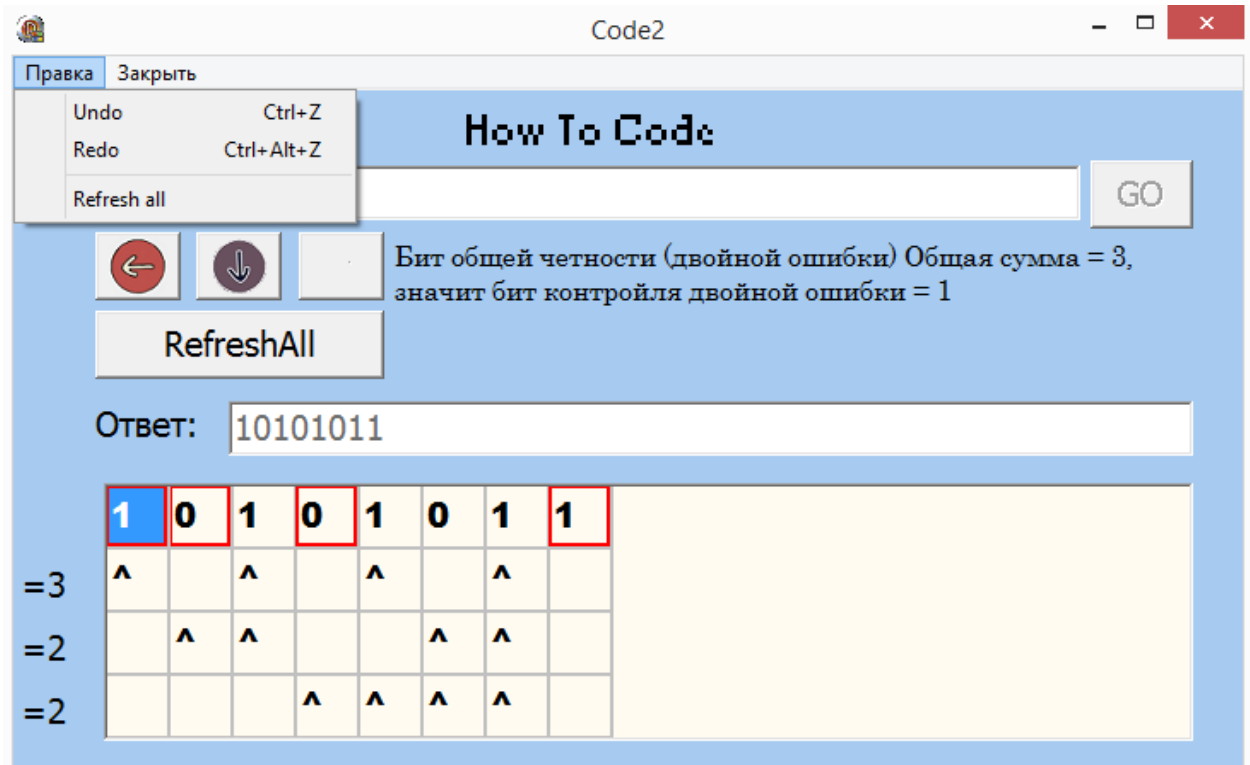 Code2
Правка Закрыть
Undo Ctrl+Z
Redo Ctrl+Alt+Z
Refresh all
How To Code
GO
Бит общей четности (двойной ошибки) Общая сумма = 3,
значит бит контройля двойной ошибки = 1
RefreshAll
Ответ: 10101011
1 0 1 0 1 0 1 1
=3 ^ ^ ^ ^
=2 ^ ^ ^ ^
=2 ^ ^ ^ ^